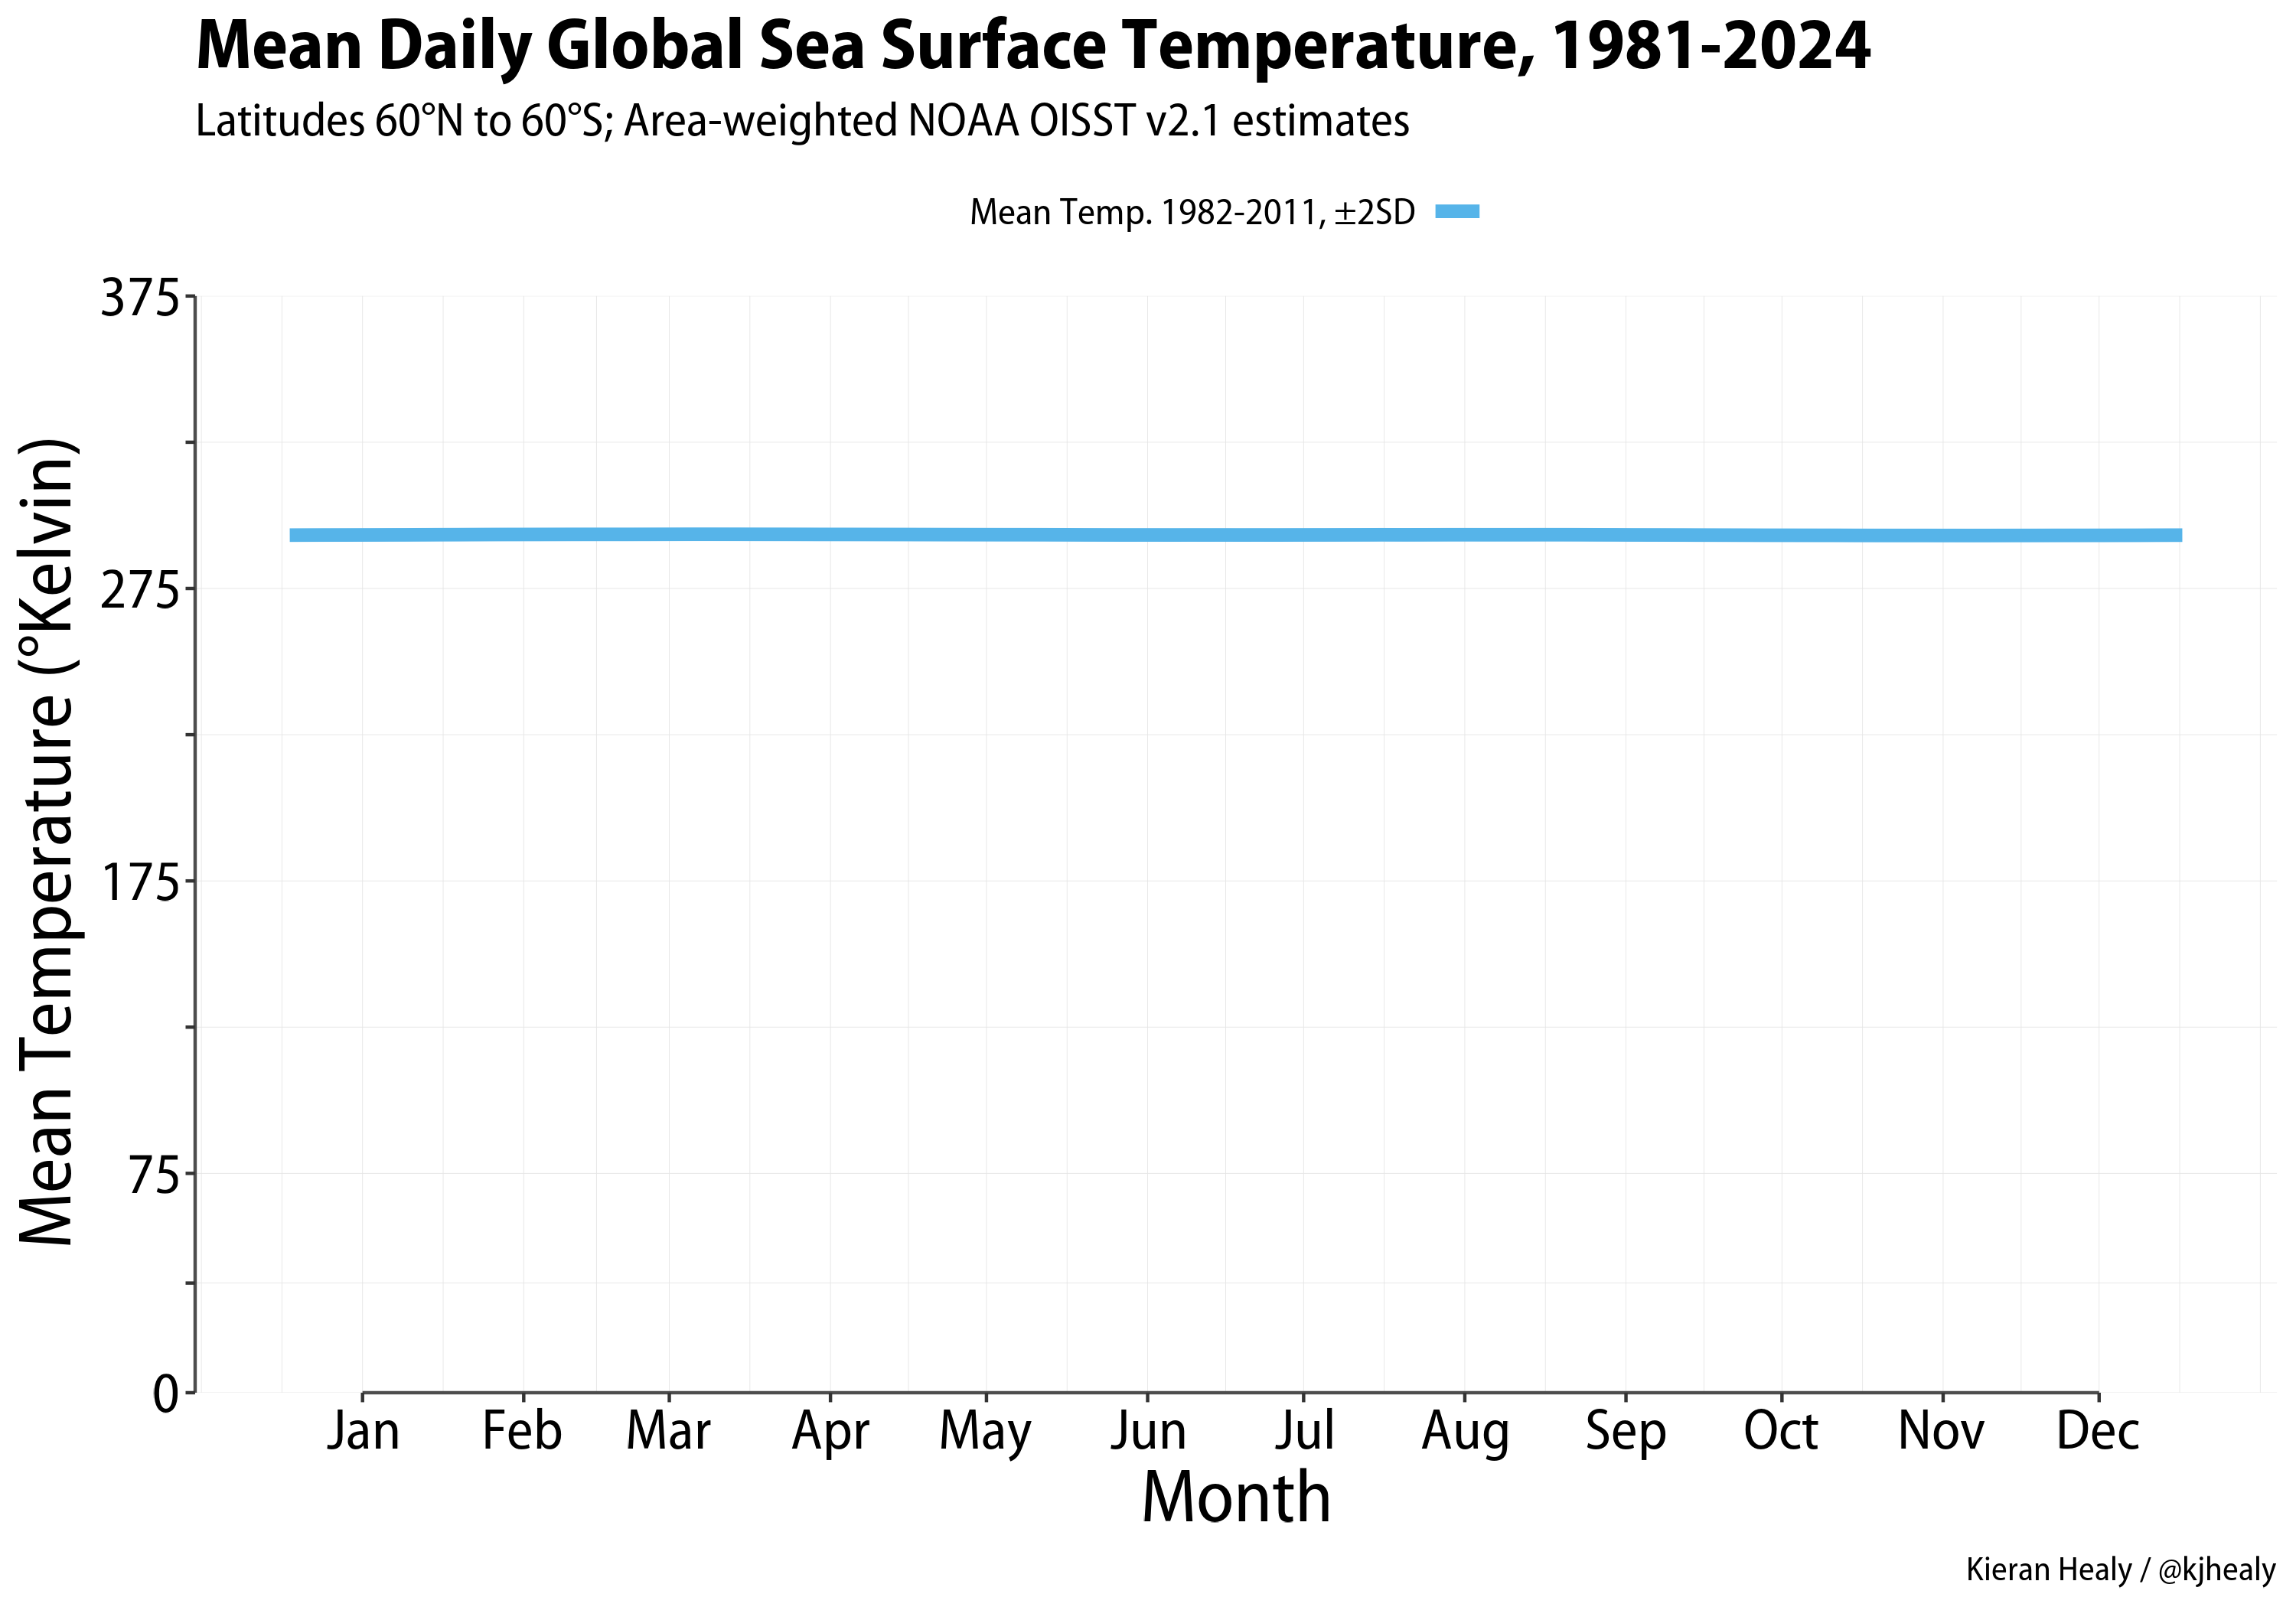 Mean Daily Global Sea Surface Temperature, 1981-2024
Latitudes 60°N to 60°S; Area-weighted NOAA OISST v2.1 estimates
Mean Temp. 1982-2011, ±2SD
Mean Temperature (°Kelvin)
375
275
175
75
0
Jan Feb Mar Apr May Jun Jul Aug Sep Oct Nov Dec
Month
Kieran Healy / @kjhealy